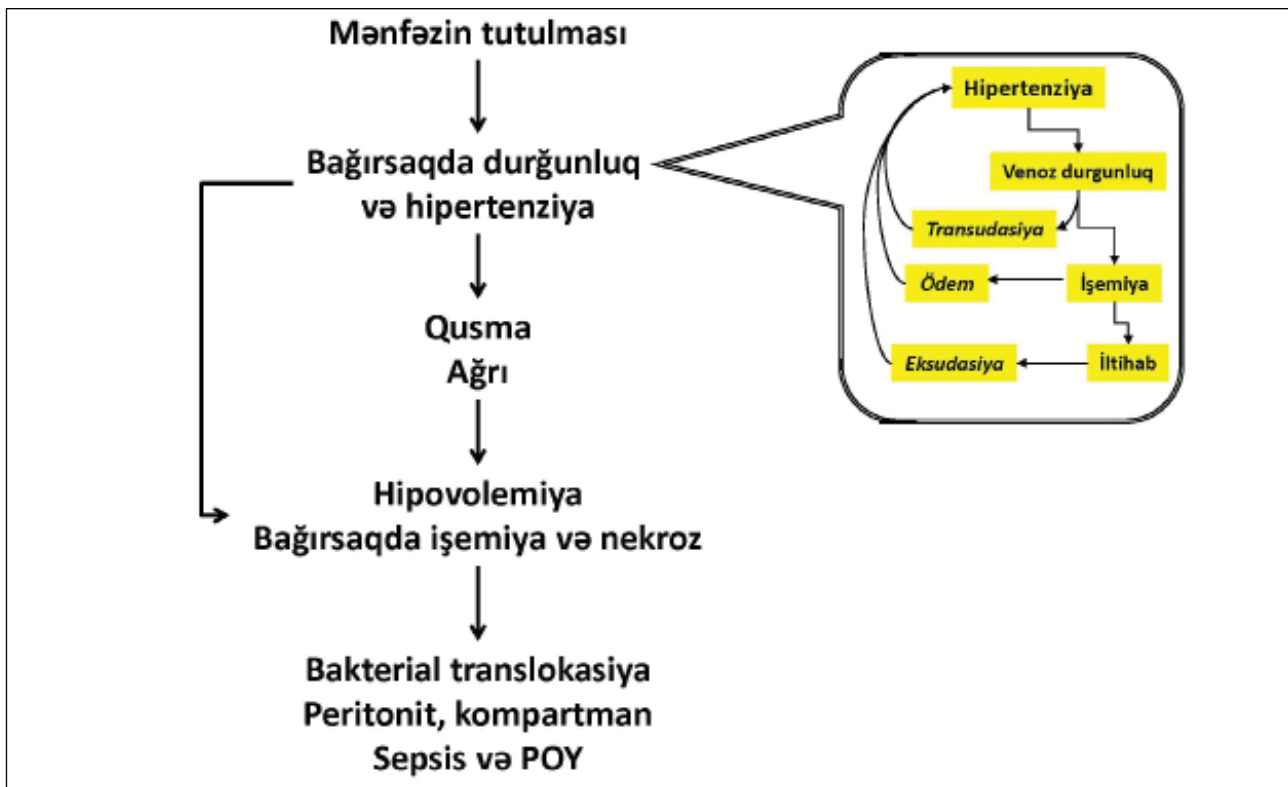 Mənfəzin tutulması
Bağırsaqda durğunluq
və hipertenziya
Qusma
Ağrı
Hipovolemiya
Bağırsaqda işemiya və nekroz
Bakterial translokasiya
Peritonit, kompartman
Sepsis və POY
Hipertenziya
Venoz durgunluq
Transudasiya
Ödem
İşemiya
Eksudasiya
İltihab